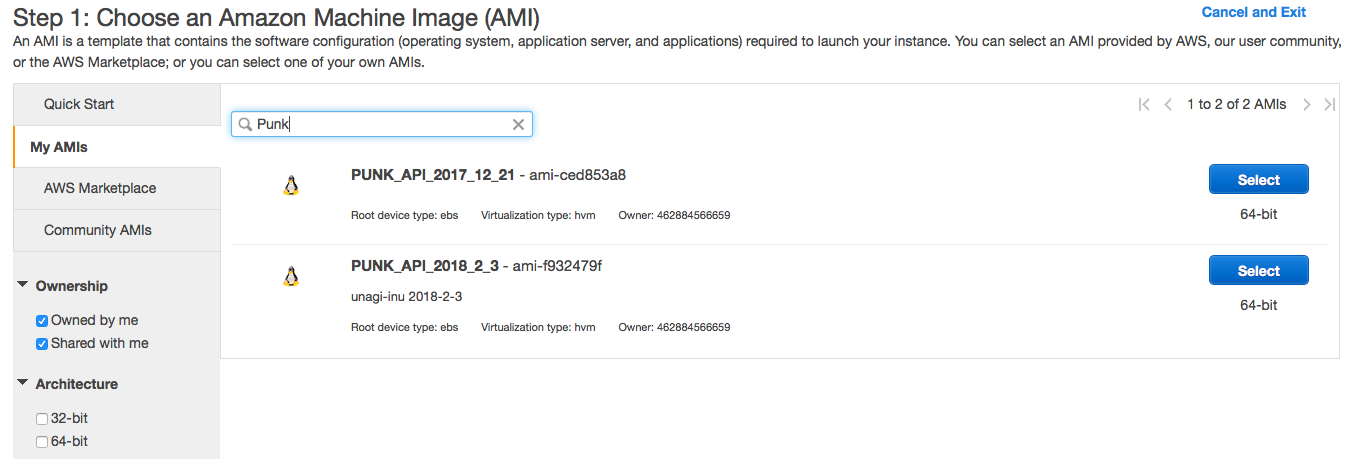 Step 1: Choose an Amazon Machine Image (AMI)
Cancel and Exit
An AMI is a template that contains the software configuration (operating system, application server, and applications) required to launch your instance. You can select an AMI provided by AWS, our user community,
or the AWS Marketplace; or you can select one of your own AMIs.
Quick Start
My AMIs
AWS Marketplace
Community AMIs
Ownership
Owned by me
Shared with me
Architecture
32-bit
64-bit
1 to 2 of 2 AMIs
Punk
PUNK_API_2017_12_21 - ami-ced853a8
Root device type: ebs Virtualization type: hvm Owner: 462884566659
Select
64-bit
PUNK_API_2018_2_3 - ami-f932479f
unagi-inu 2018-2-3
Root device type: ebs Virtualization type: hvm Owner: 462884566659
Select
64-bit